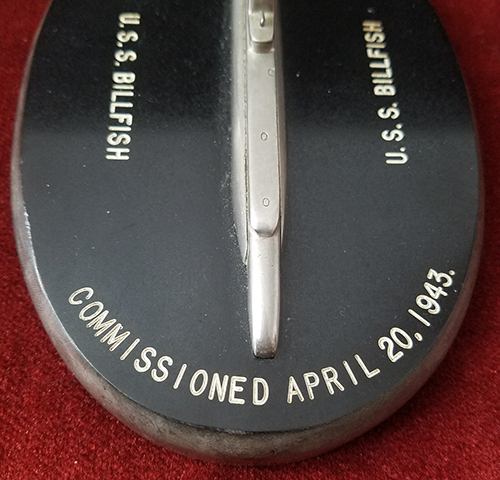 U.S.S. BILLFISH
U.S.S. BILLFISH
COMMISSIONED APRIL 20, 1943.